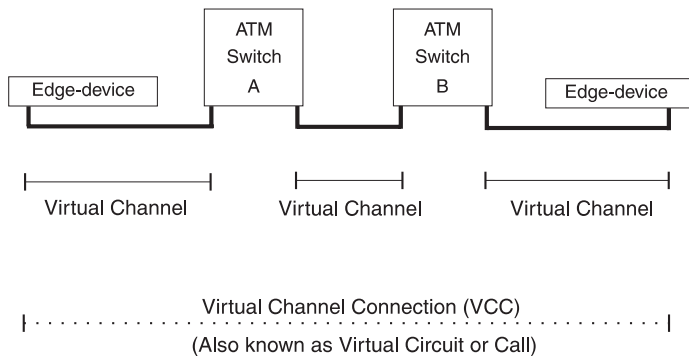 ATM
Switch
A
ATM
Switch
B
Edge-device
Edge-device
Virtual Channel
Virtual Channel
Virtual Channel
Virtual Channel Connection (VCC)
(Also known as Virtual Circuit or Call)